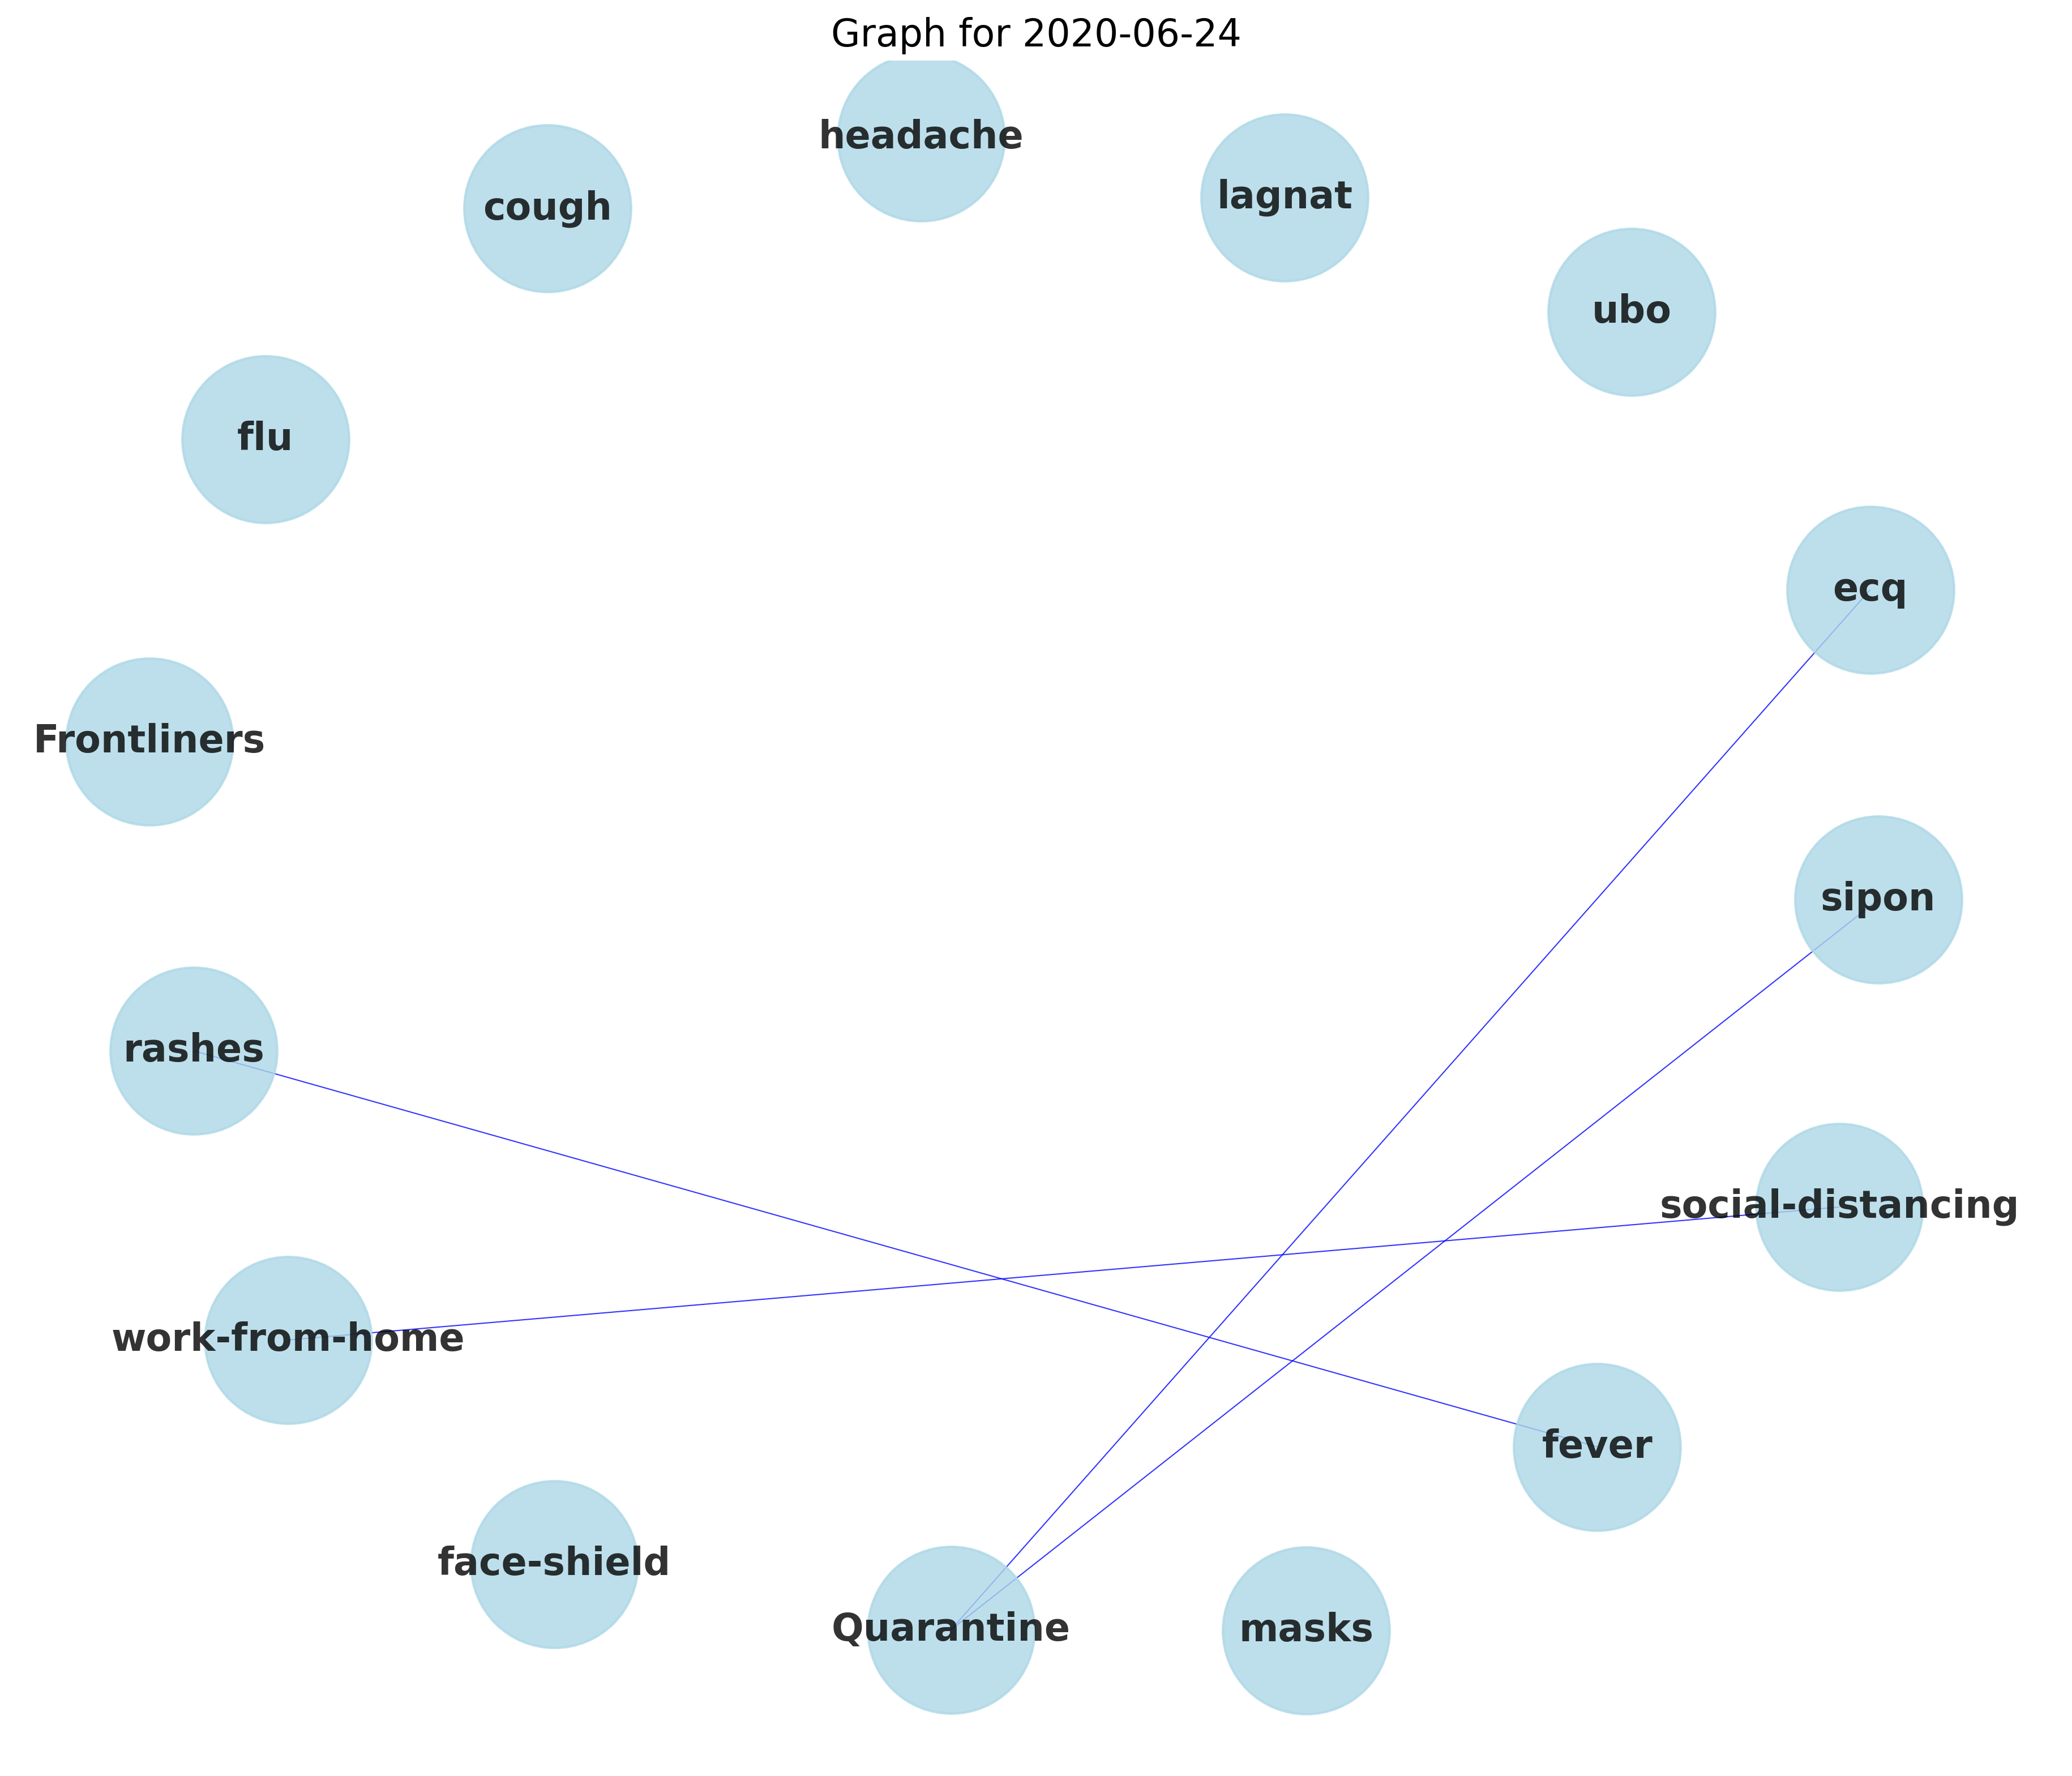 Graph for 2020-06-24
headache
lagnat
cough
ubo
flu
ecq
Frontliners
sipon
rashes
social-distancing
work-from-home
fever
face-shield
Quarantine
masks